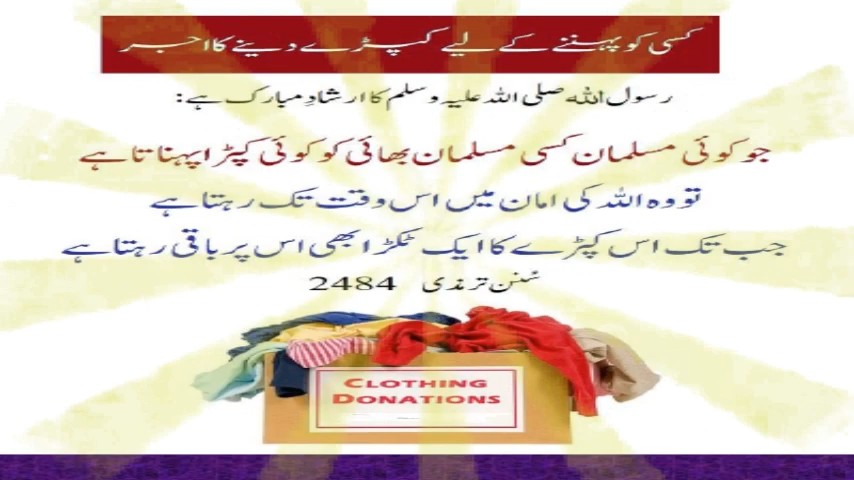 کسی کو پہننے کے لیے کپڑے دینے کا اجر
رسول اللہ صلی اللہ علیہ وسلم کا ارشادِ مبارک ہے:
جو کوئی مسلمان کسی مسلمان بھائی کو کوئی کپڑا پہناتا ہے
تو وہ اللہ کی امان میں اس وقت تک رہتا ہے
جب تک اس کپڑے کا ایک ٹکڑا بھی اس پر باقی رہتا ہے
سُنن ترمذی 2484
CLOTHING
DONATIONS